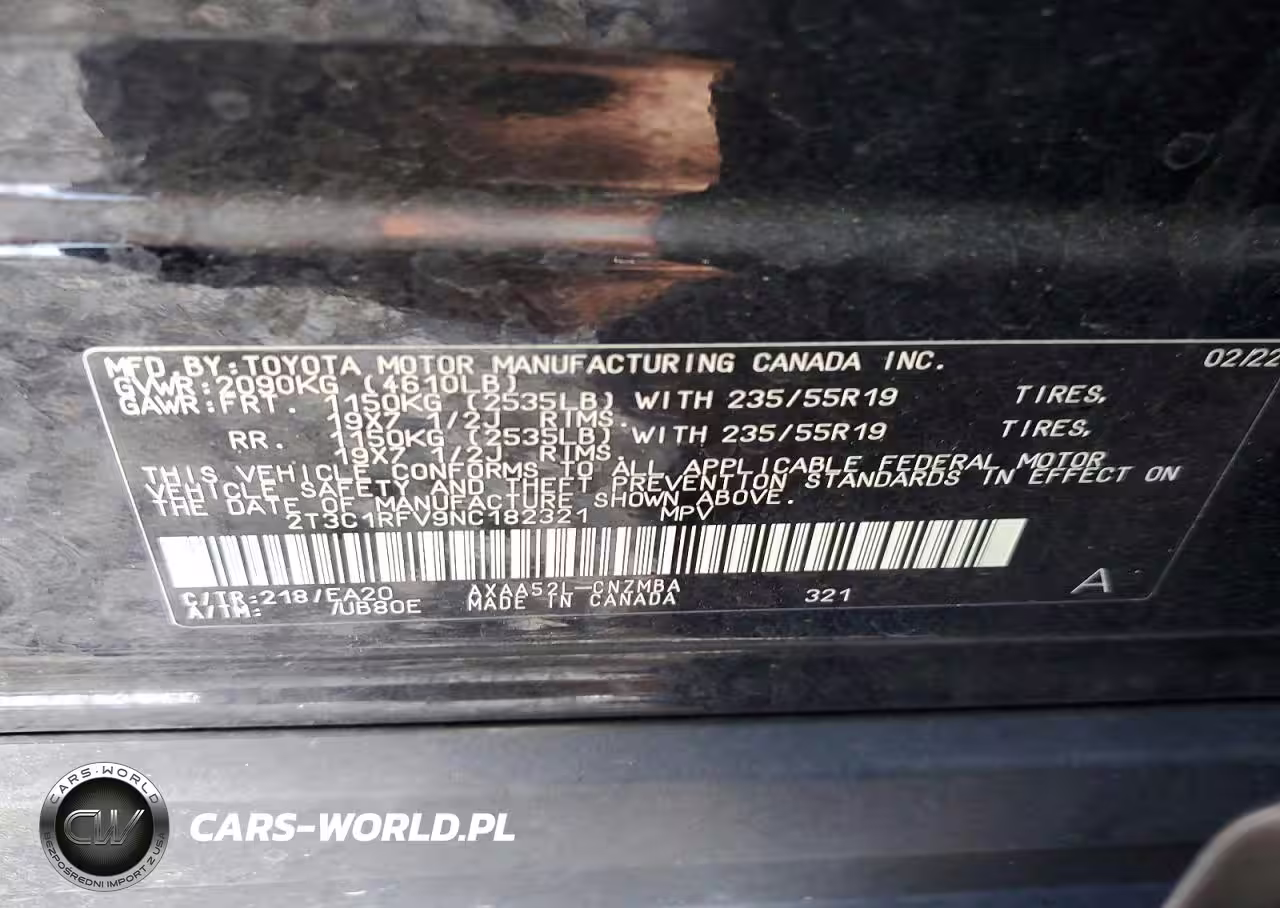 MFD. BY: TOYOTA MOTOR MANUFACTURING CANADA INC. 02/22
GVWR: 2090KG (4610LB)
GAWR: FRT. 1150KG (2535LB) WITH 235/55R19 TIRES,
19X7 1/2J RIMS.
RR. 1150KG (2535LB) WITH 235/55R19 TIRES,
19X7 1/2J RIMS.
THIS VEHICLE CONFORMS TO ALL APPLICABLE FEDERAL MOTOR
VEHICLE SAFETY AND THEFT PREVENTION STANDARDS IN EFFECT ON
THE DATE OF MANUFACTURE SHOWN ABOVE.
2T3C1RFV9NC182321 MPV
C/TR: 218/EA20 AXAA52L-CNZMBA 321 A
A/TM: /UB80E MADE IN CANADA
CARS-WORLD
CW
BEZPOŚREDNI IMPORT Z USA
CARS-WORLD.PL